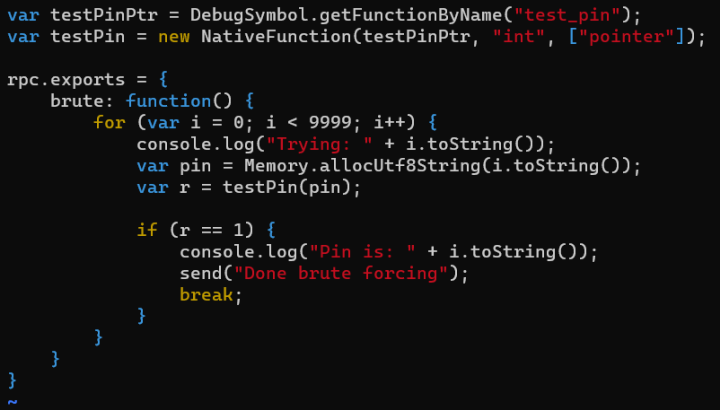 var testPinPtr = DebugSymbol.getFunctionByName("test_pin");
var testPin = new NativeFunction(testPinPtr, "int", ["pointer"]);

rpc.exports = {
    brute: function() {
        for (var i = 0; i < 9999; i++) {
            console.log("Trying: " + i.toString());
            var pin = Memory.allocUtf8String(i.toString());
            var r = testPin(pin);

            if (r == 1) {
                console.log("Pin is: " + i.toString());
                send("Done brute forcing");
                break;
            }
        }
    }
}
~